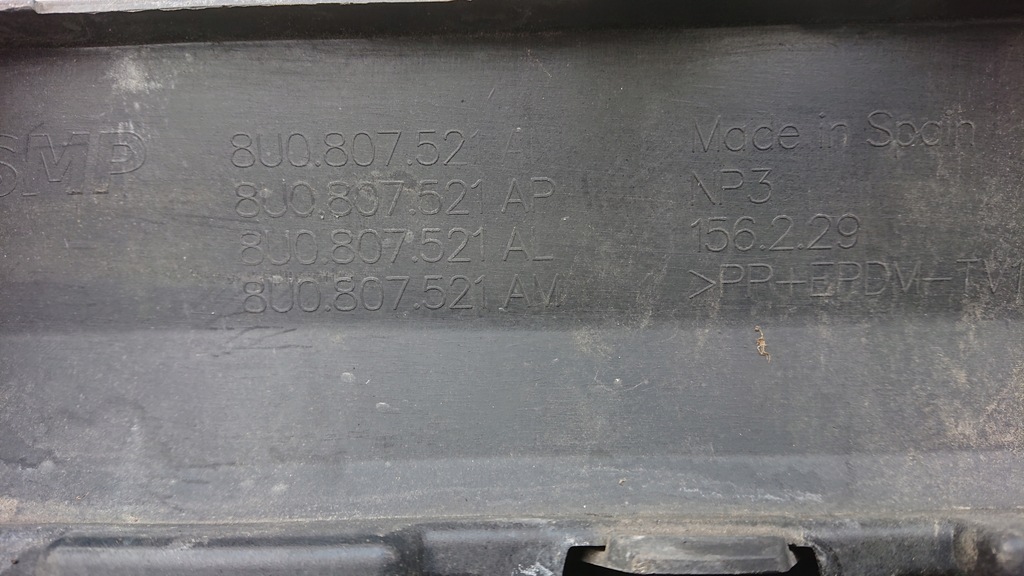 SMP
8U0.807.521 A
8U0.807.521 AP
8U0.807.521 AL
8U0.807.521 AM
Made in Spain
NP3
156.2.29
>PP+EPDM-TV